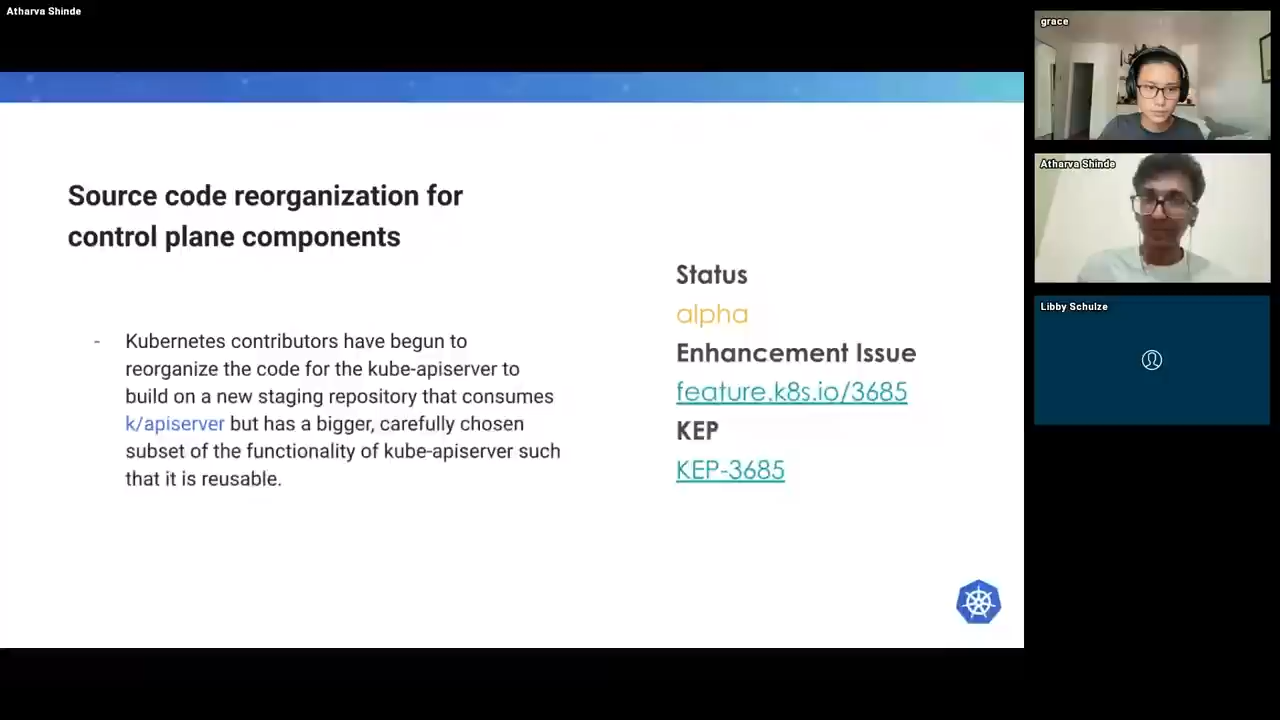 Atharva Shinde
Source code reorganization for
control plane components
- Kubernetes contributors have begun to
reorganize the code for the kube-apiserver to
build on a new staging repository that consumes
k/apiserver but has a bigger, carefully chosen
subset of the functionality of kube-apiserver such
that it is reusable.
Status
alpha
Enhancement Issue
feature.k8s.io/3685
KEP
KEP-3685
grace
Atharva Shinde
Libby Schulze